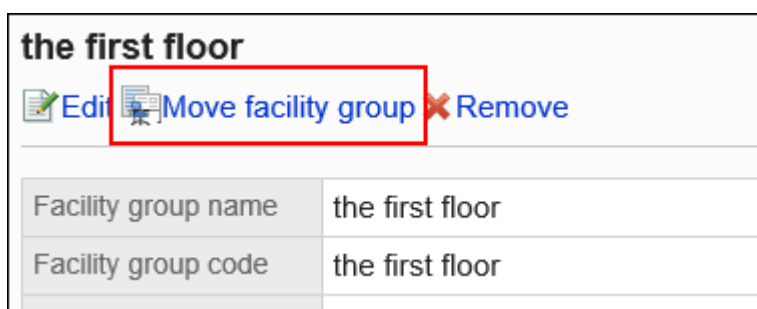 the first floor
Edit Move facility group Remove
Facility group name the first floor
Facility group code the first floor